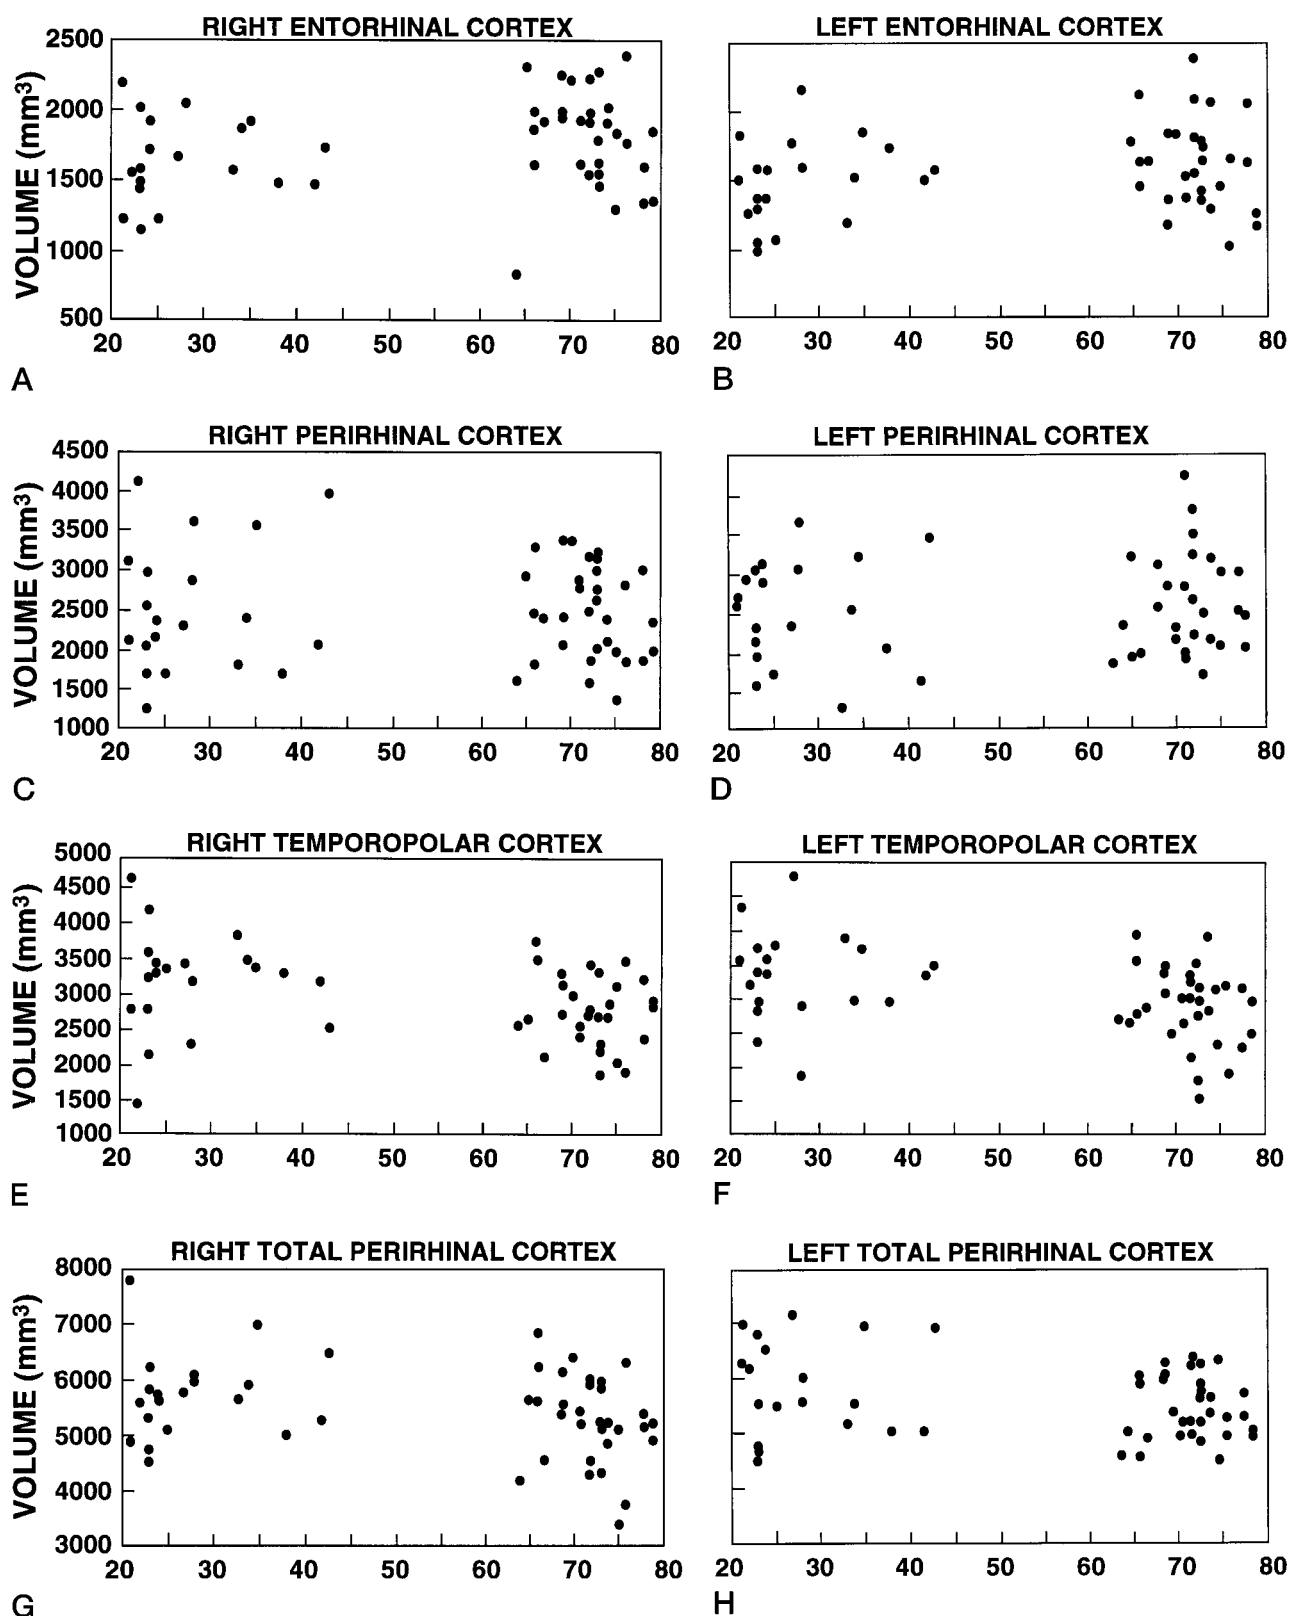 RIGHT ENTORHINAL CORTEX
LEFT ENTORHINAL CORTEX
VOLUME (mm3)
2500
2000
1500
1000
500
20 30 40 50 60 70 80
20 30 40 50 60 70 80
A
B
RIGHT PERIRHINAL CORTEX
LEFT PERIRHINAL CORTEX
VOLUME (mm3)
4500
4000
3500
3000
2500
2000
1500
1000
20 30 40 50 60 70 80
20 30 40 50 60 70 80
C
D
RIGHT TEMPOROPOLAR CORTEX
LEFT TEMPOROPOLAR CORTEX
VOLUME (mm3)
5000
4500
4000
3500
3000
2500
2000
1500
1000
20 30 40 50 60 70 80
20 30 40 50 60 70 80
E
F
RIGHT TOTAL PERIRHINAL CORTEX
LEFT TOTAL PERIRHINAL CORTEX
VOLUME (mm3)
8000
7000
6000
5000
4000
3000
20 30 40 50 60 70 80
20 30 40 50 60 70 80
G
H